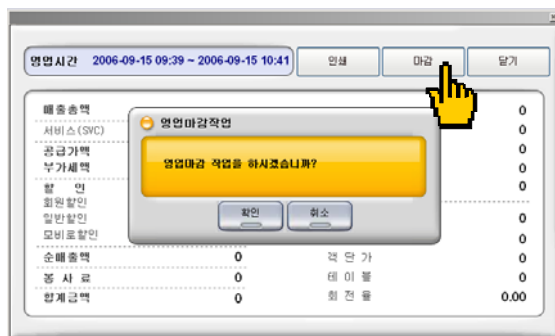 영업시간 2006-09-15 09:39 ~ 2006-09-15 10:41 인쇄 마감 닫기
매출총액 0
서비스(SVC) 0
공급가액 0
부가세액 0
할 인 0
회원할인
일반할인 0
모비로할인 0
영업마감작업
영업마감 작업을 하시겠습니까?
확인 취소
순매출액 0 객 단 가 0
봉 사 료 0 테 이 블 0
합계금액 0 회 전 율 0.00